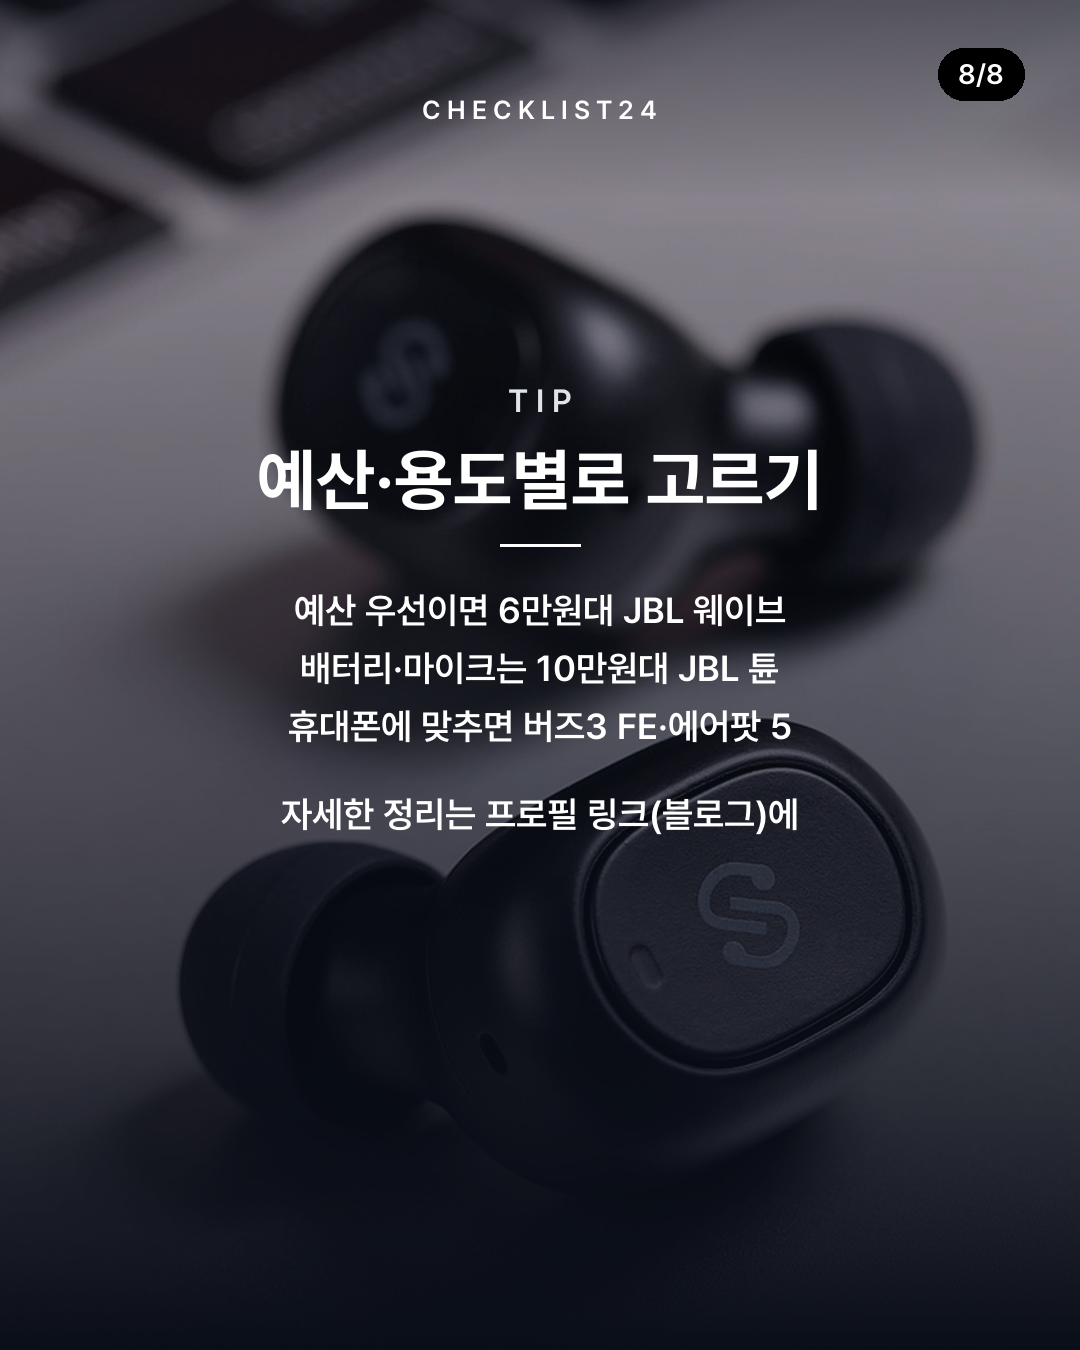 8/8
CHECKLIST24
TIP
예산·용도별로 고르기
예산 우선이면 6만원대 JBL 웨이브
배터리·마이크는 10만원대 JBL 튠
휴대폰에 맞추면 버즈3 FE·에어팟 5
자세한 정리는 프로필 링크(블로그)에